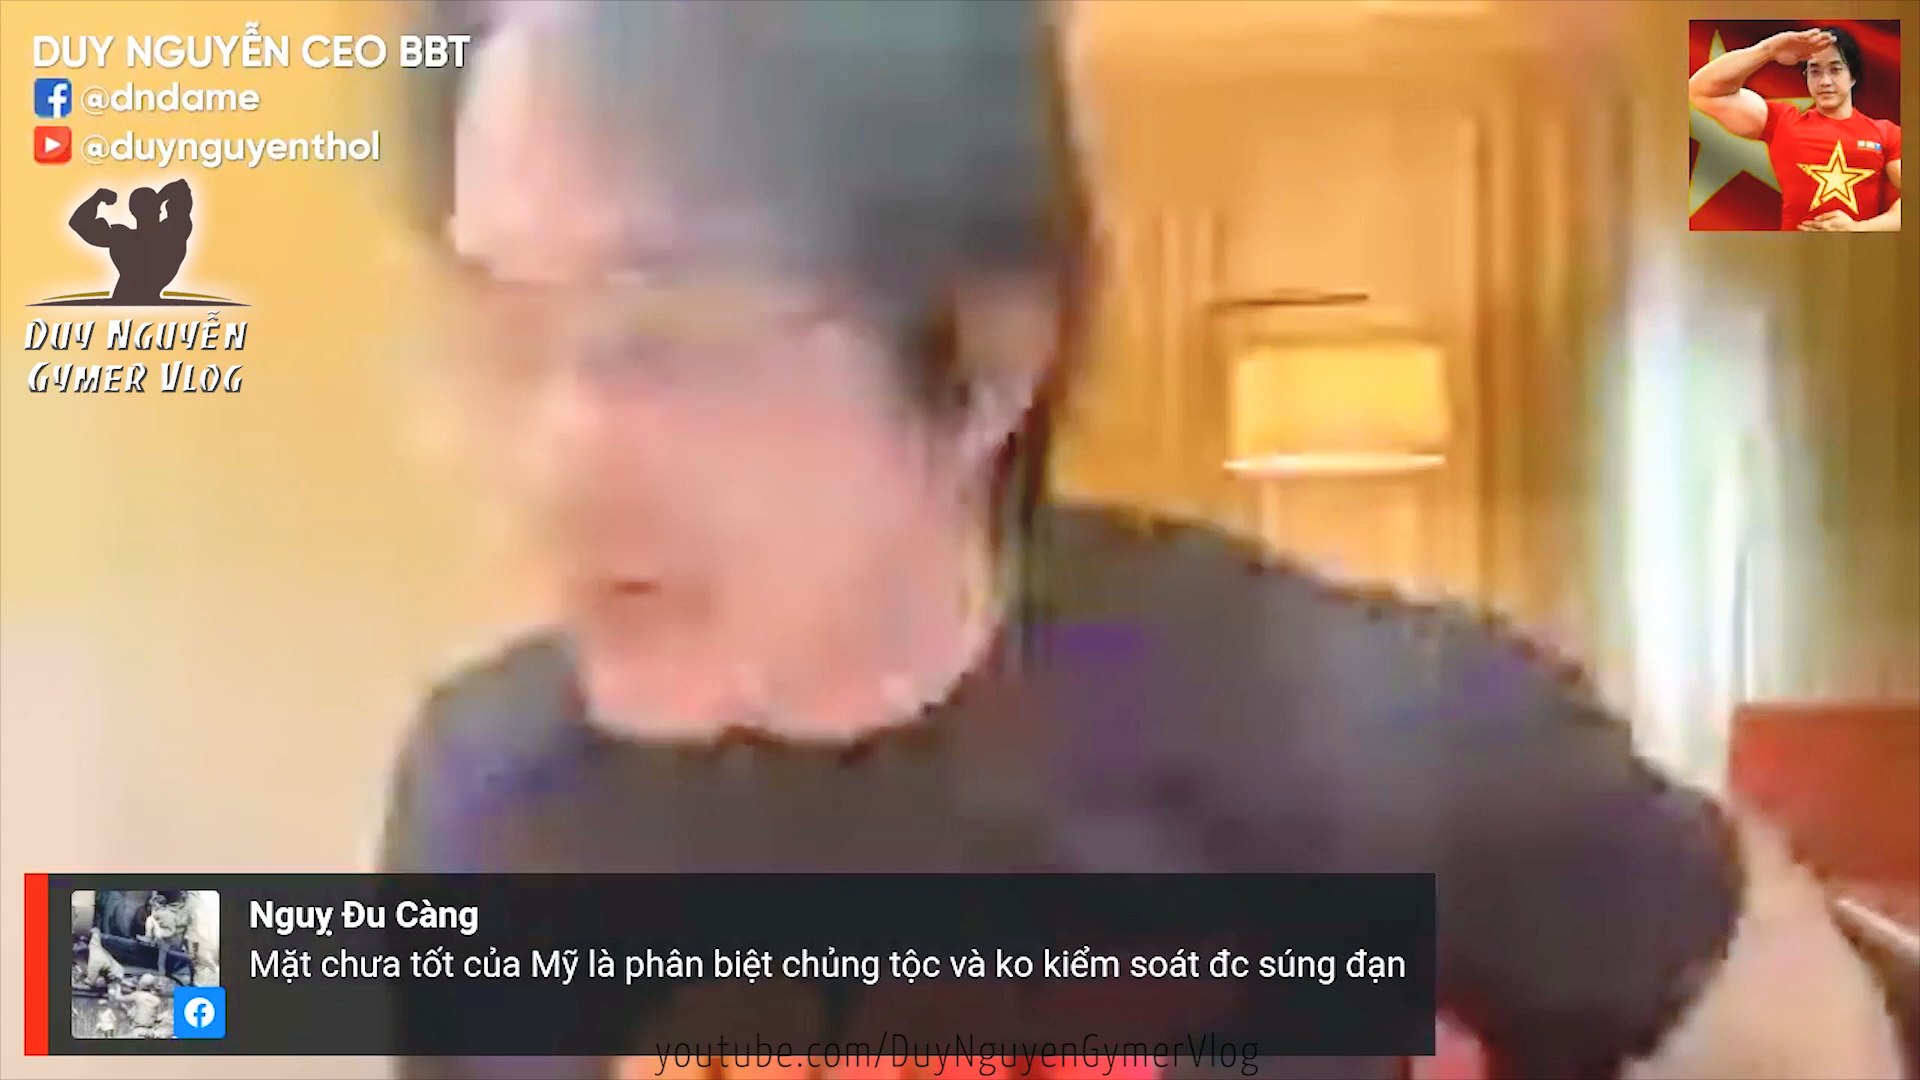 DUY NGUYỄN CEO BBT
@dndame
@duynguyenthol
DUY NGUYỄN
GYMER VLOG
Nguỵ Đu Càng
Mặt chưa tốt của Mỹ là phân biệt chủng tộc và ko kiểm soát đc súng đạn
youtube.com/DuyNguyenGymerVlog